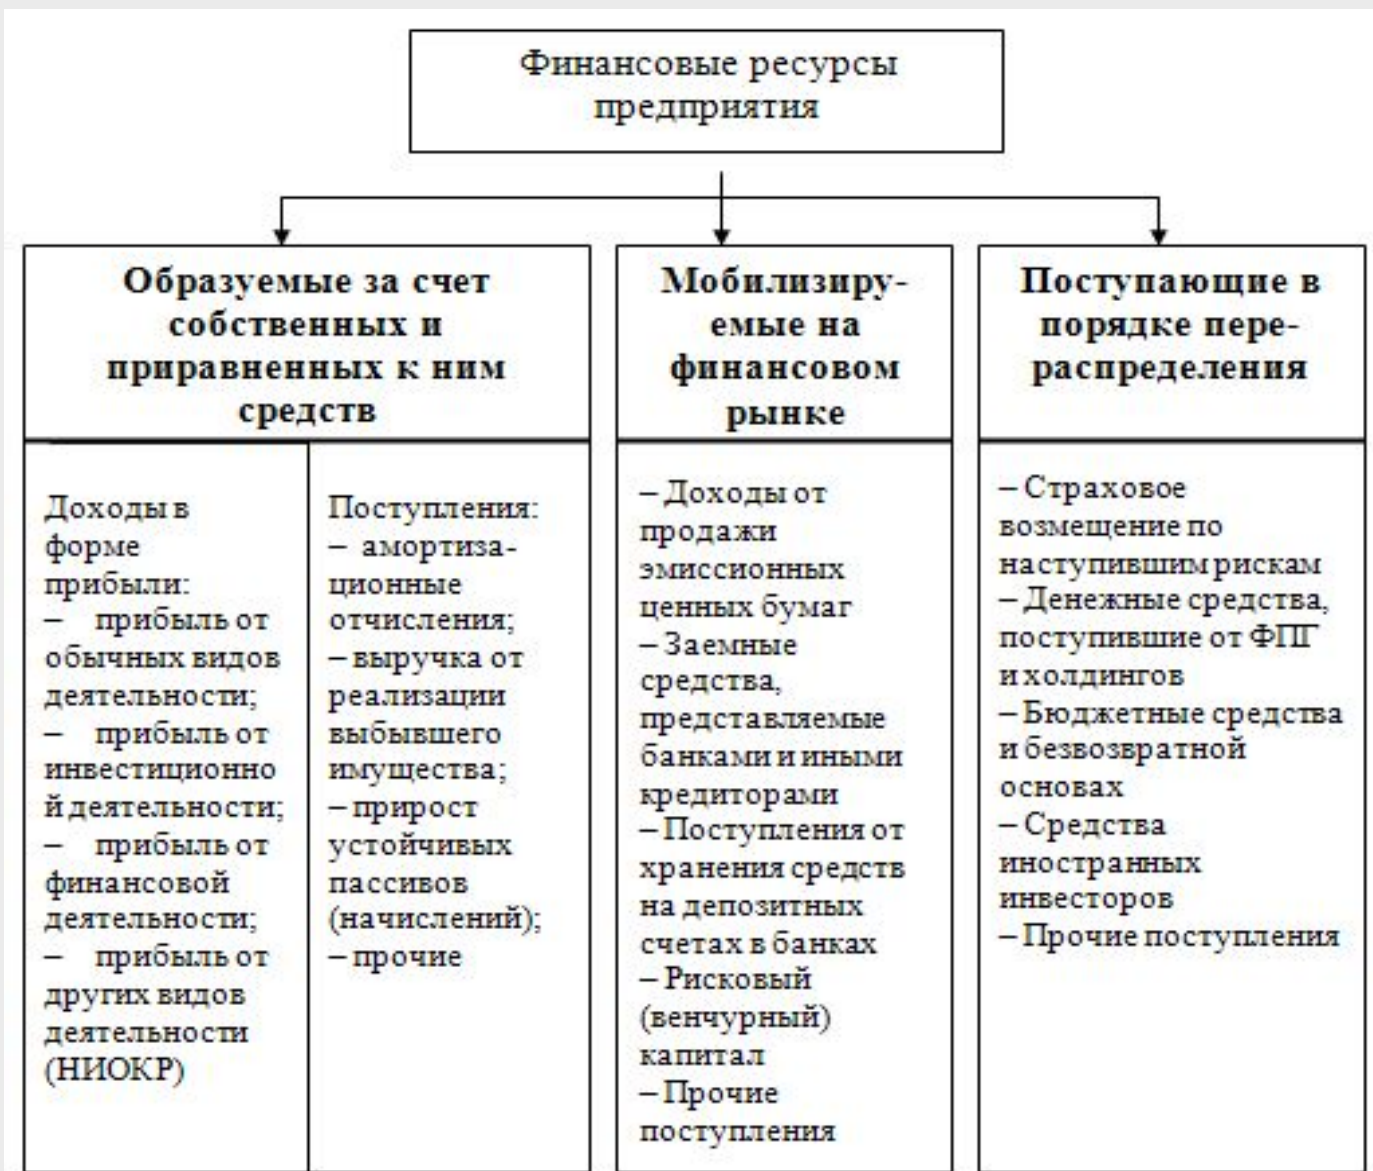 Финансовые ресурсы
предприятия
Образуемые за счет
собственных и
приравненных к ним
средств
Доходы в
форме
прибыли:
– прибыль от
обычных видов
деятельности;
– прибыль от
инвестиционно
й деятельности;
– прибыль от
финансовой
деятельности;
– прибыль от
других видов
деятельности
(НИОКР)
Поступления:
– амортиза-
ционные
отчисления;
– выручка от
реализации
выбывшего
имущества;
– прирост
устойчивых
пассивов
(начислений);
– прочие
Мобилизиру-
емые на
финансовом
рынке
– Доходы от
продажи
эмиссионных
ценных бумаг
– Заемные
средства,
представляемые
банками и иными
кредиторами
– Поступления от
хранения средств
на депозитных
счетах в банках
– Рисковый
(венчурный)
капитал
– Прочие
поступления
Поступающие в
порядке пере-
распределения
– Страховое
возмещение по
наступившим рискам
– Денежные средства,
поступившие от ФПГ
и холдингов
– Бюджетные средства
и безвозвратной
основах
– Средства
иностранных
инвесторов
– Прочие поступления